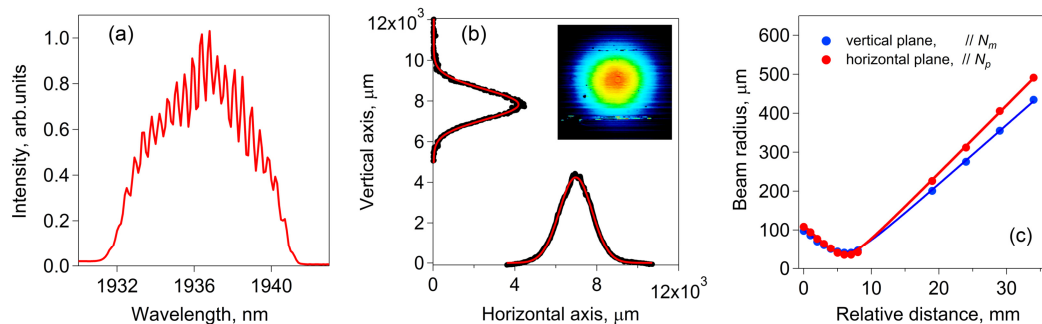 (a)
1.0
0.8
0.6
0.4
0.2
0.0
Intensity, arb.units
1932
1936
1940
Wavelength, nm
(b)
12x10³
10
8
6
4
2
0
Vertical axis, μm
0
4
8
12x10³
Horizontal axis, μm
600
500
400
300
200
100
0
Beam radius, μm
vertical plane, // Nm
horizontal plane, // Np
(c)
0
10
20
30
Relative distance, mm